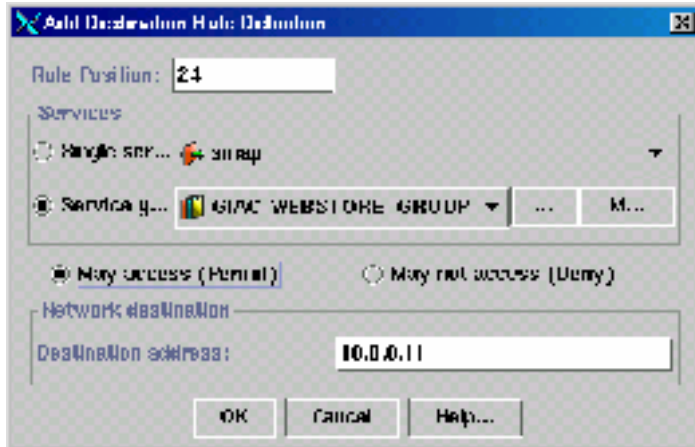 Add Destination Rule Definition
Rule Position: 24
Services
Single ser...
Service g... GIAC WEBSTORE GROUP ... M...
May access (Permit) May not access (Deny)
Network destination
Destination address: 10.0.0.11
OK Cancel Help...